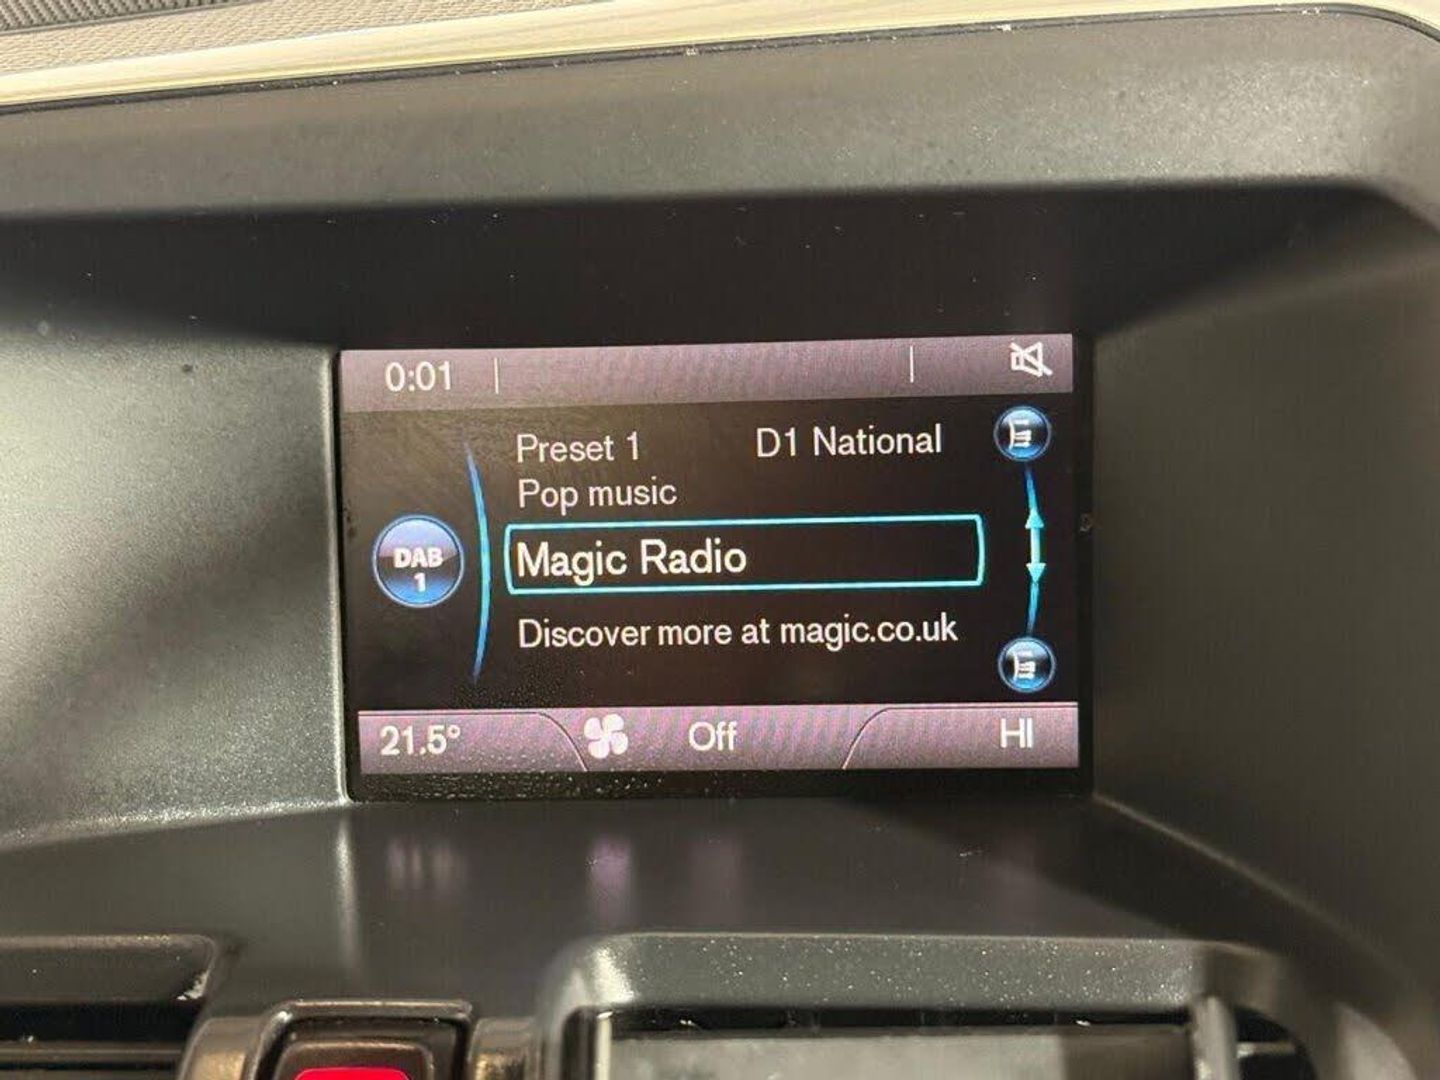 0:01
Preset 1 D1 National
Pop music
DAB
1
Magic Radio
Discover more at magic.co.uk
21.5° Off HI